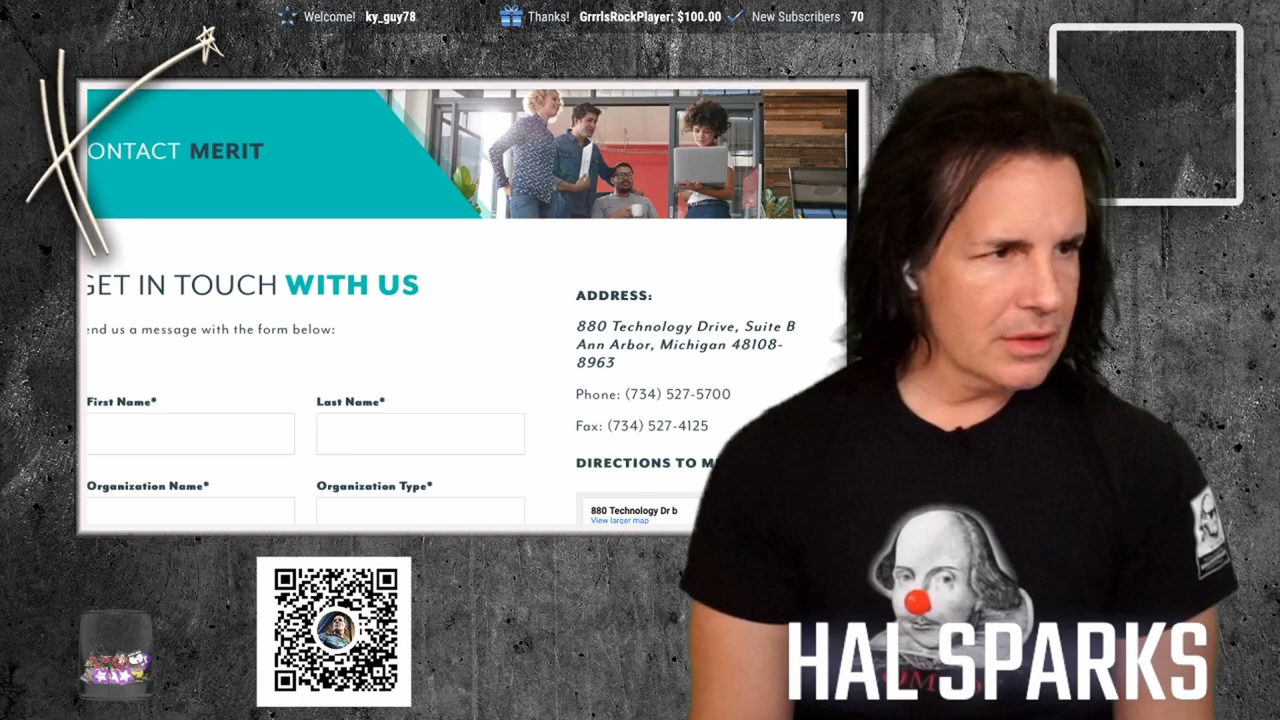 Welcome! ky_guy78 Thanks! GrrrlsRockPlayer: $100.00 New Subscribers 70
ONTACT MERIT
GET IN TOUCH WITH US
end us a message with the form below:
First Name*
Last Name*
Organization Name*
Organization Type*
ADDRESS:
880 Technology Drive, Suite B
Ann Arbor, Michigan 48108-
8963
Phone: (734) 527-5700
Fax: (734) 527-4125
DIRECTIONS TO M
880 Technology Dr b
View larger map
HAL SPARKS